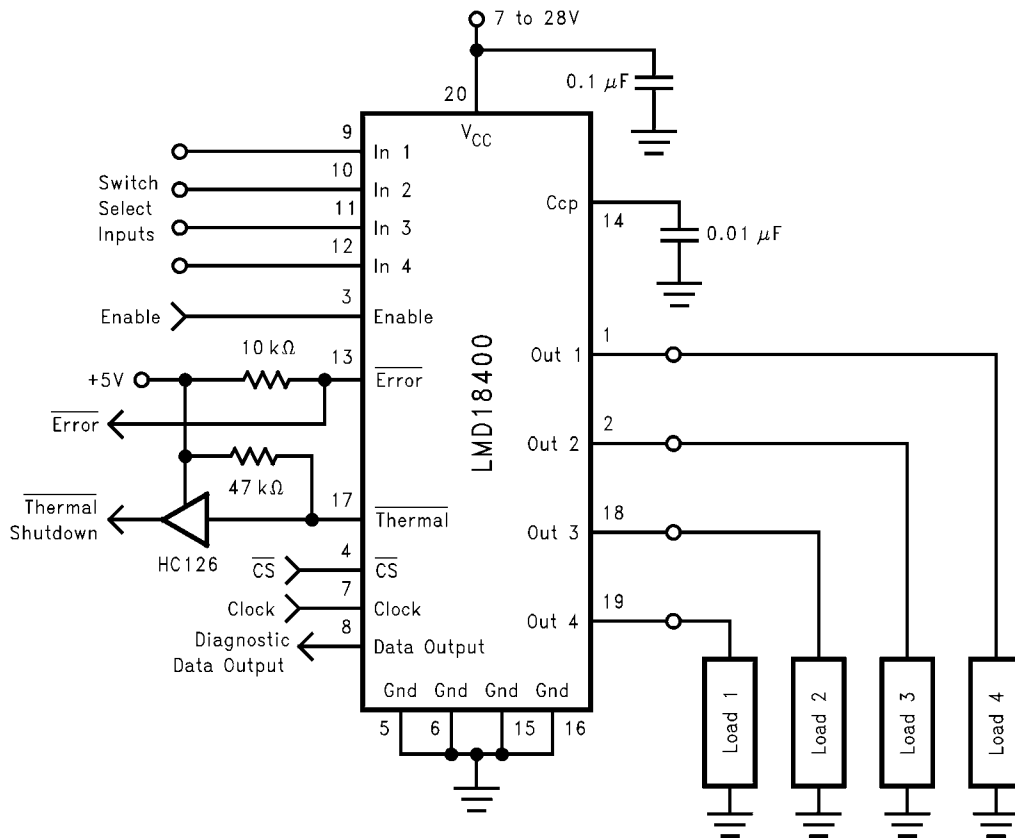 7 to 28V
0.1 μF
20
V_CC
9
In 1
10
In 2
Switch
Select
Inputs
11
In 3
12
In 4
Ccp
14
0.01 μF
3
Enable
Enable
10 kΩ
13
+5V
Error
Error
47 kΩ
17
Thermal
Shutdown
Thermal
HC126
4
CS
CS
7
Clock
Clock
8
Diagnostic
Data Output
Data Output
LMD18400
1
Out 1
2
Out 2
18
Out 3
19
Out 4
Gnd Gnd Gnd Gnd
5 6 15 16
Load 1
Load 2
Load 3
Load 4